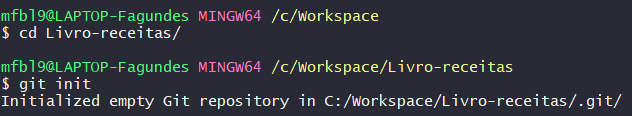 mfbl9@LAPTOP-Fagundes MINGW64 /c/Workspace
$ cd Livro-receitas/
mfbl9@LAPTOP-Fagundes MINGW64 /c/Workspace/Livro-receitas
$ git init
Initialized empty Git repository in C:/Workspace/Livro-receitas/.git/